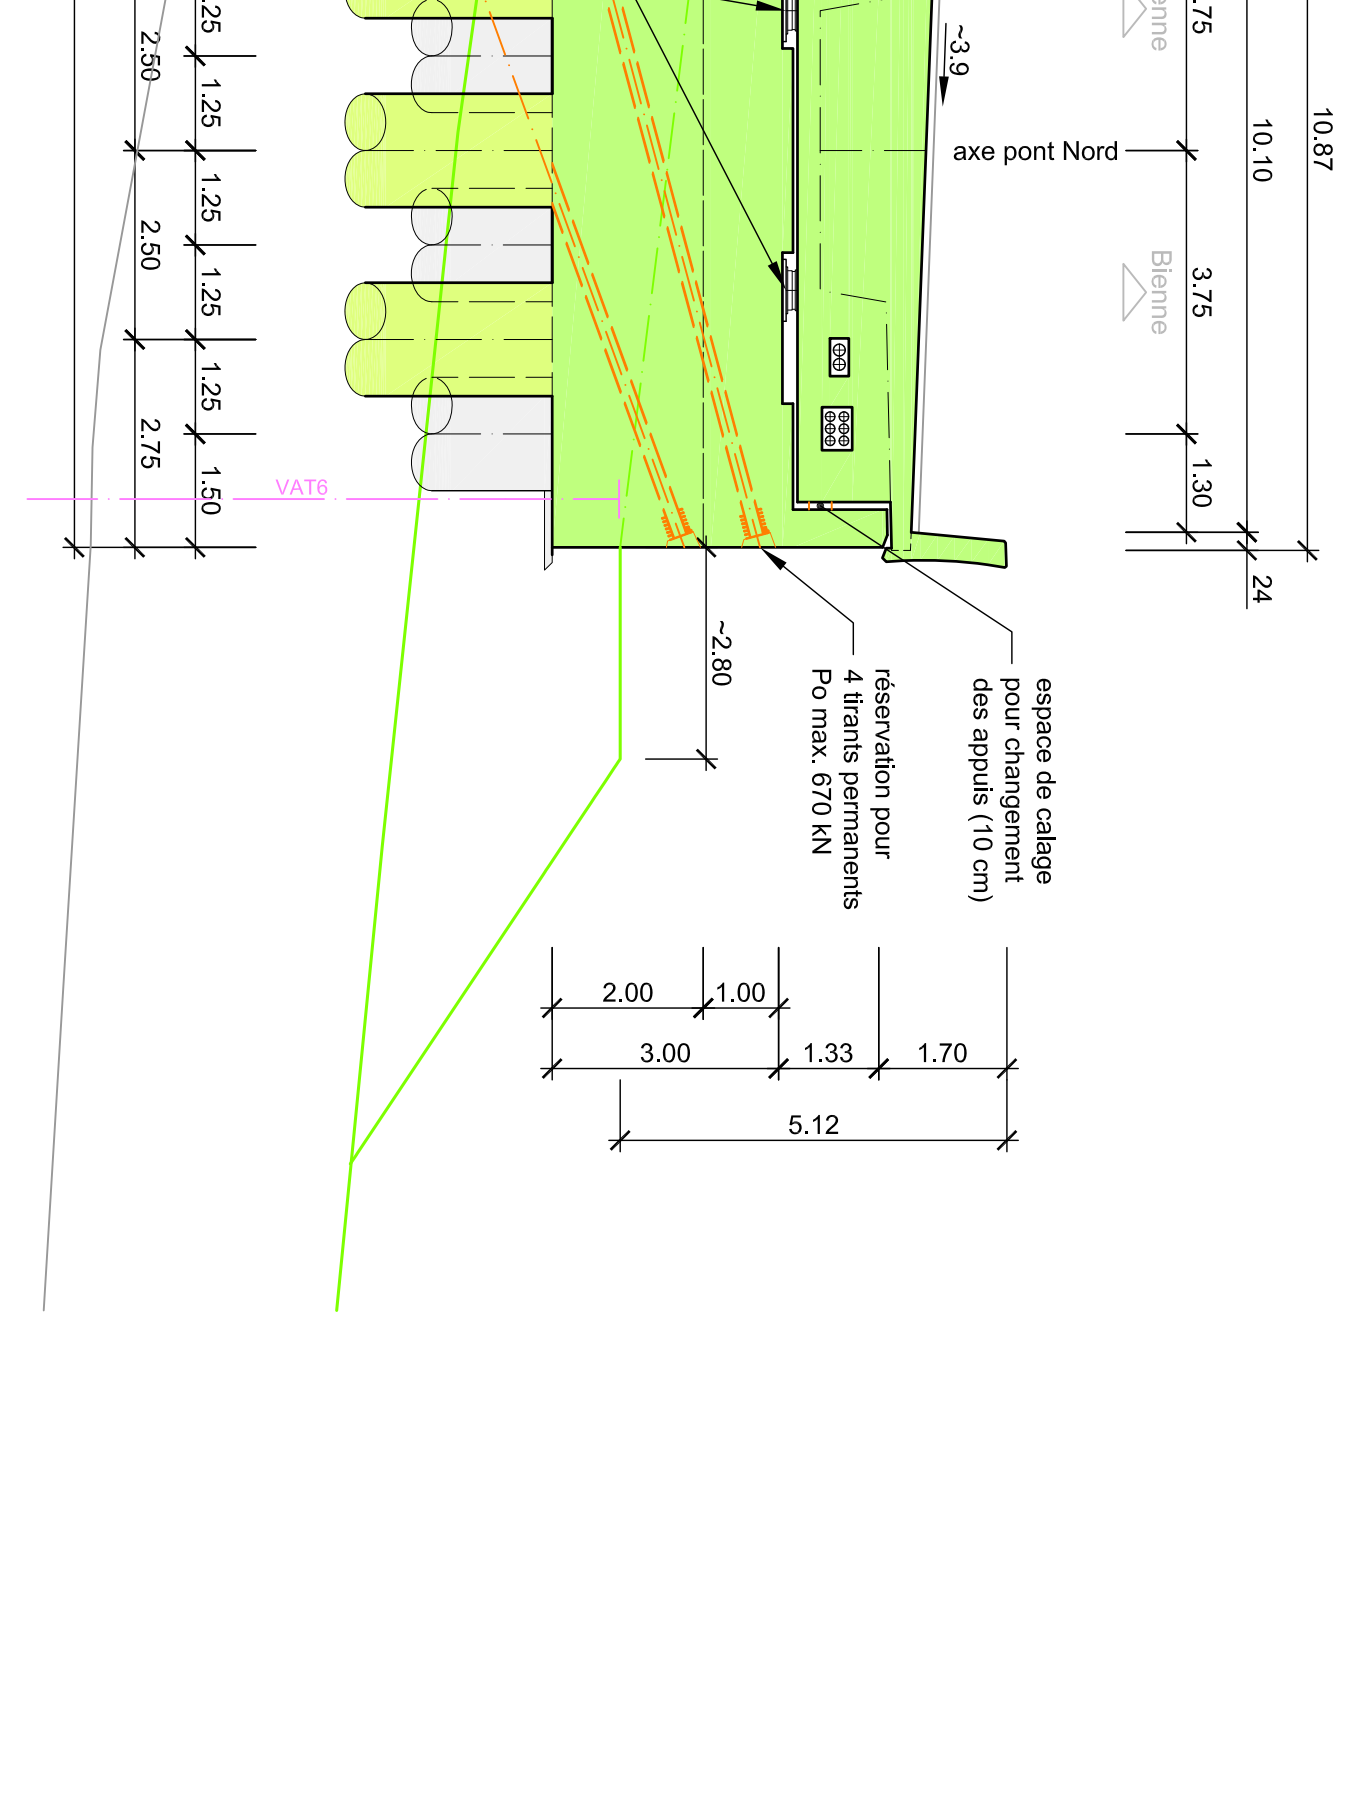 .25
2.50
1.25
1.25
2.50
1.25
1.25
2.75
1.50
VAT6
~3.9
axe pont Nord
enne
.75
10.10
10.87
Bienne
3.75
1.30
24
~2.80
espace de calage
pour changement
des appuis (10 cm)
réservation pour
4 tirants permanents
Po max. 670 kN
2.00
1.00
3.00
1.33
1.70
5.12